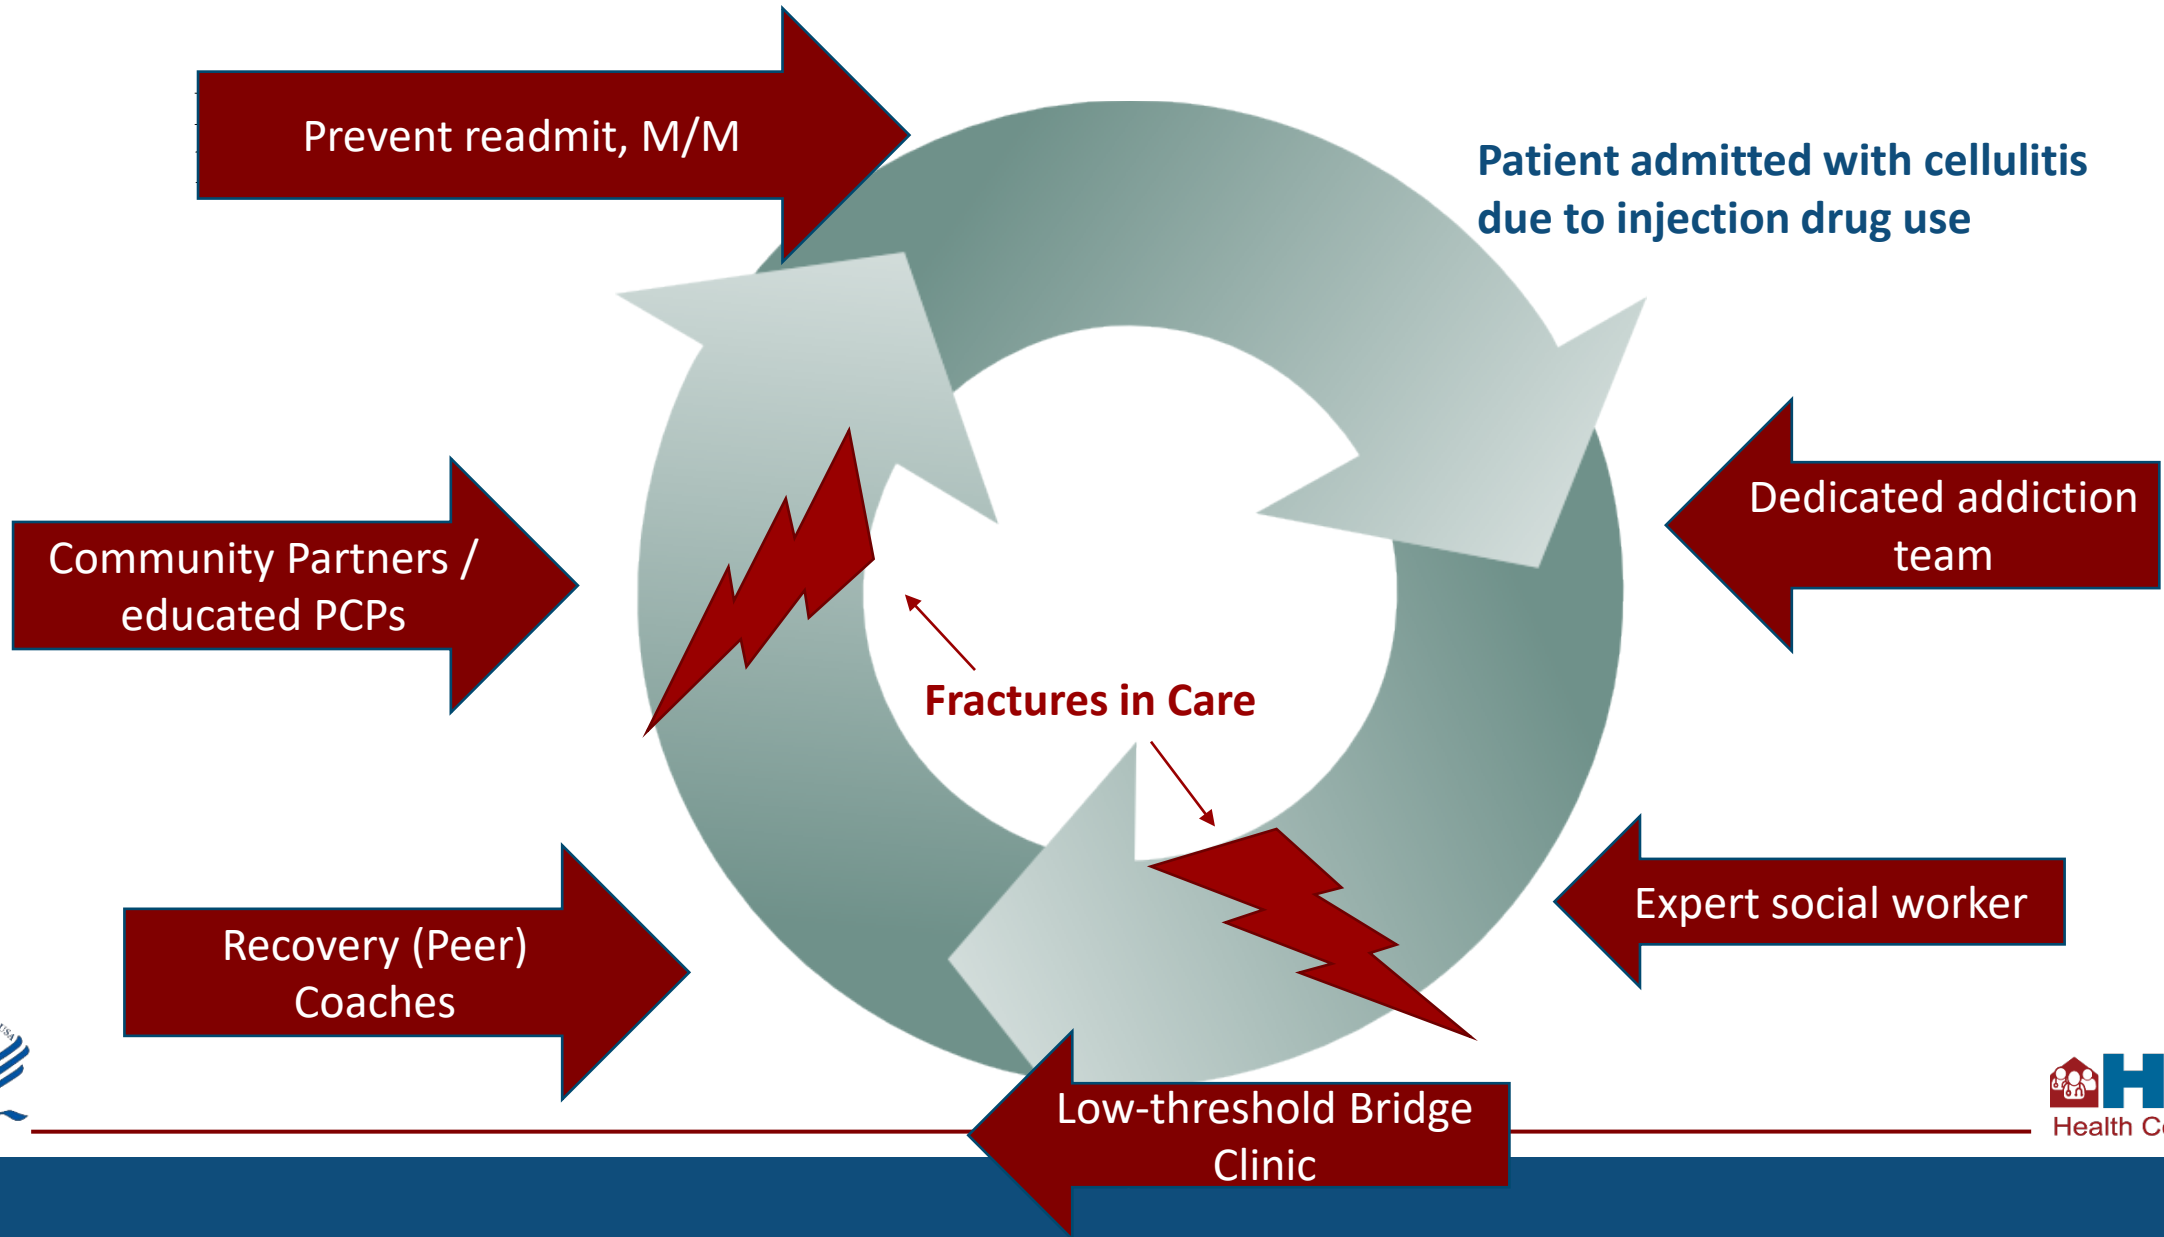 Prevent readmit, M/M
Patient admitted with cellulitis
due to injection drug use
Dedicated addiction
team
Community Partners /
educated PCPs
Fractures in Care
Expert social worker
Recovery (Peer)
Coaches
Low-threshold Bridge
Clinic
USA
H
Health